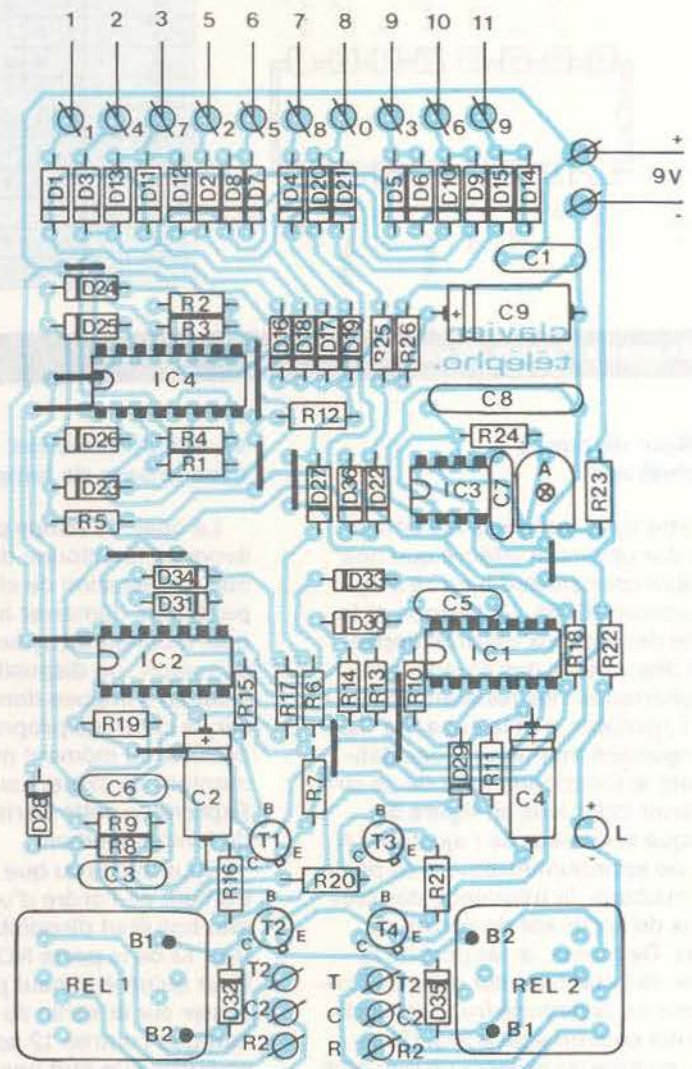 1 2 3 5 6 7 8 9 10 11
1 4 7 2 5 8 0 3 6 9
+
9V
-
D1 D3 D13 D11 D12 D2 D8 D7 D4 D20 D21 D5 D6 D10 D9 D15 D14
C1
D24
R2
+ C9
D25
R3
D16 D18 D17 D19 R25 R26
IC4
C8
R12
D26 R4
R24
R1
D27 D36 D22 IC3 C7 A R23
D23
R5
D34 D33
D31 C5
D30
IC2 IC1 R18 R22
R15 R17 R6 R14 R13 R10
R19
+ +
D28 C6 C2 R7 D29 R11 C4
R9
R8
C3
+
L
-
B B
T1 T3
C E C E
R16 R20 R21
B B
T2 T4
C E C E
REL 1 B1 B2
D32 T2 C2 R2
T C R
T2 C2 R2
D35
REL 2 B2 B1